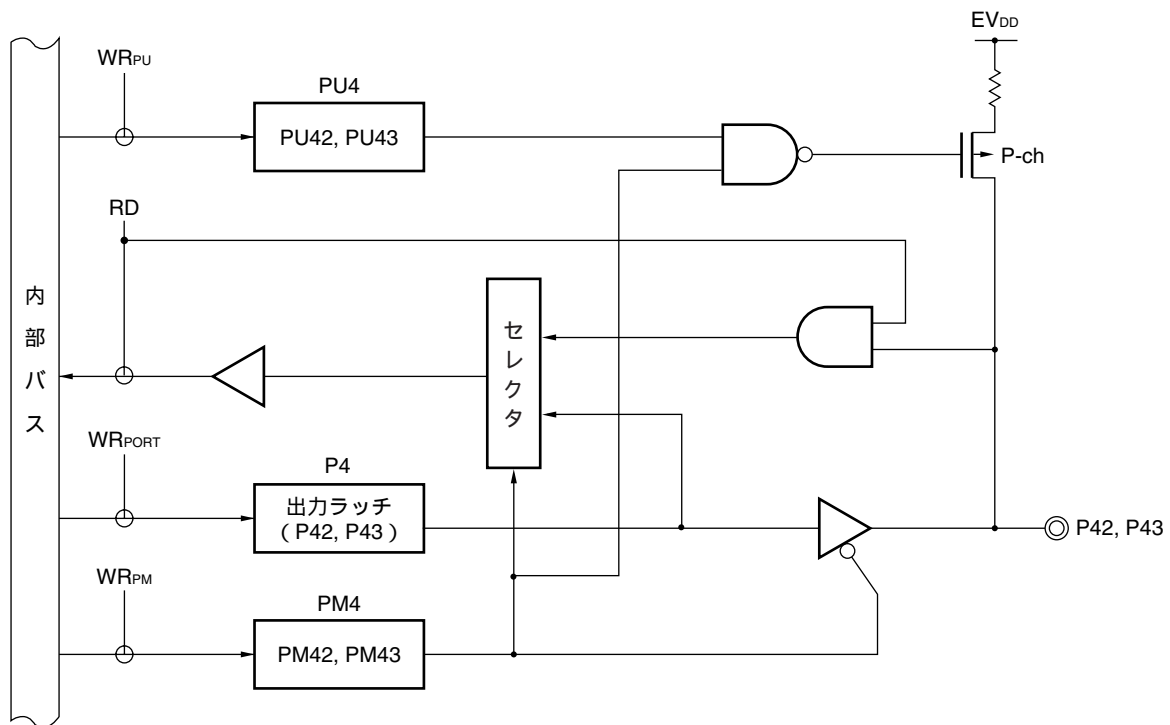 EVDD
WRPU
PU4
PU42, PU43
P-ch
RD
内部バス
セレクタ
WRPORT
P4
出力ラッチ
( P42, P43 )
P42, P43
WRPM
PM4
PM42, PM43